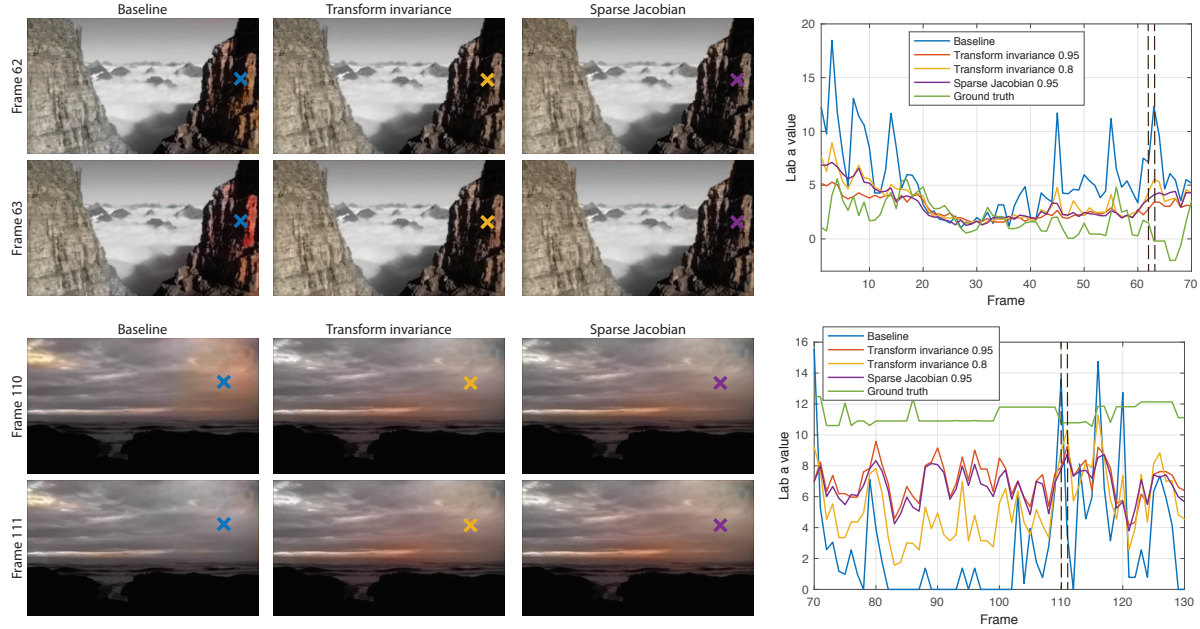 Baseline
Transform invariance
Sparse Jacobian
Frame 62
Frame 63
20
15
10
5
0
Lab a value
10
20
30
40
50
60
70
Frame
Baseline
Transform invariance 0.95
Transform invariance 0.8
Sparse Jacobian 0.95
Ground truth
Baseline
Transform invariance
Sparse Jacobian
Frame 110
Frame 111
16
14
12
10
8
6
4
2
0
Lab a value
70
80
90
100
110
120
130
Frame
Baseline
Transform invariance 0.95
Transform invariance 0.8
Sparse Jacobian 0.95
Ground truth